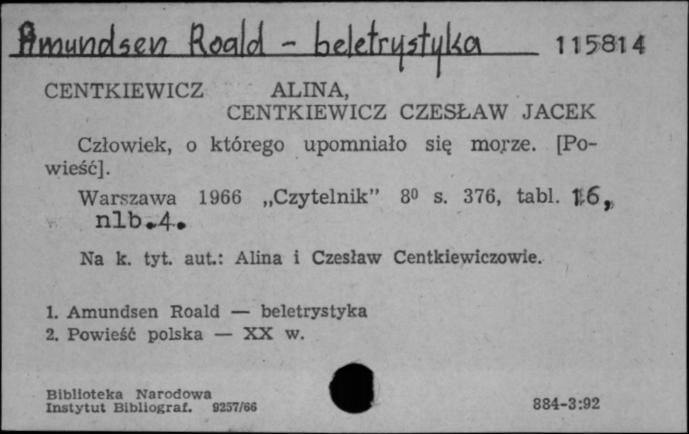 Amundsen Roald - beletrystyka 115814
CENTKIEWICZ ALINA,
CENTKIEWICZ CZESŁAW JACEK
Człowiek, o którego upomniało się morze. [Po-
wieść].
Warszawa 1966 „Czytelnik” 8⁰ s. 376, tabl. 16,
nlb.4.
Na k. tyt. aut.: Alina i Czesław Centkiewiczowie.
1. Amundsen Roald — beletrystyka
2. Powieść polska — XX w.
Biblioteka Narodowa
Instytut Bibliograf. 9257/66 884-3:92